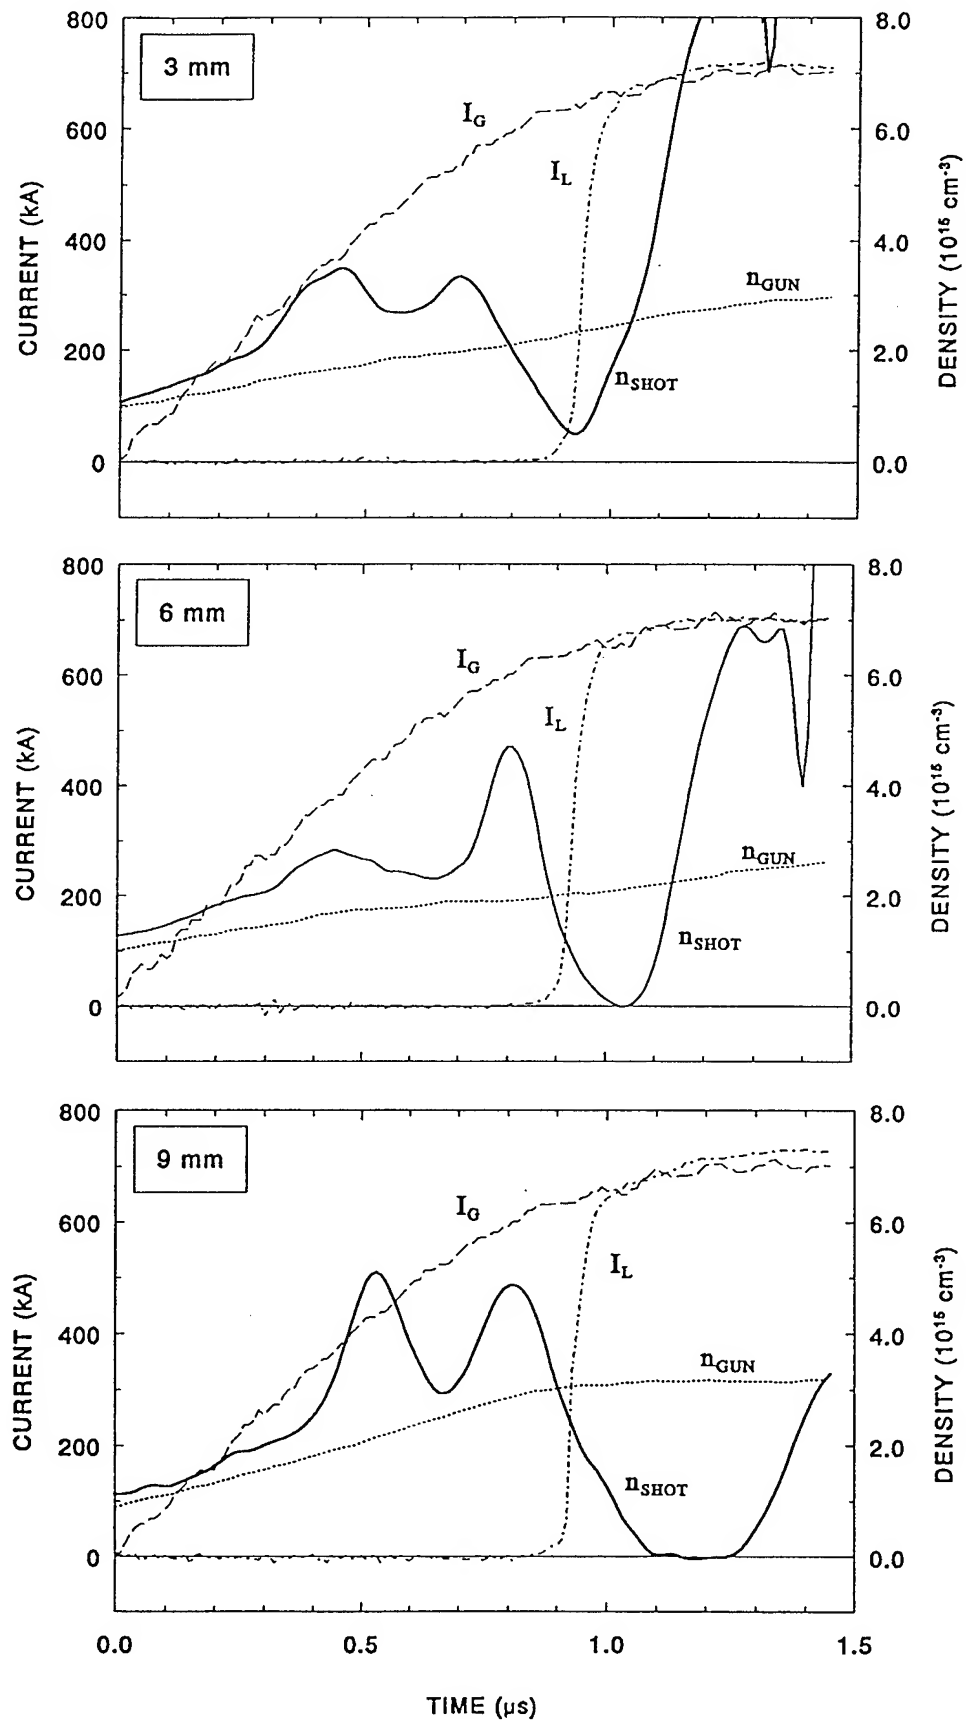 800
8.0
3 mm
I_G
600
6.0
I_L
CURRENT (kA)
400
4.0
DENSITY (10^15 cm^-3)
n_GUN
200
2.0
n_SHOT
0
0.0
800
8.0
6 mm
I_G
600
6.0
I_L
CURRENT (kA)
400
4.0
DENSITY (10^15 cm^-3)
n_GUN
200
2.0
n_SHOT
0
0.0
800
8.0
9 mm
I_G
600
6.0
I_L
CURRENT (kA)
400
4.0
DENSITY (10^15 cm^-3)
n_GUN
200
2.0
n_SHOT
0
0.0
0.0 0.5 1.0 1.5
TIME (µs)